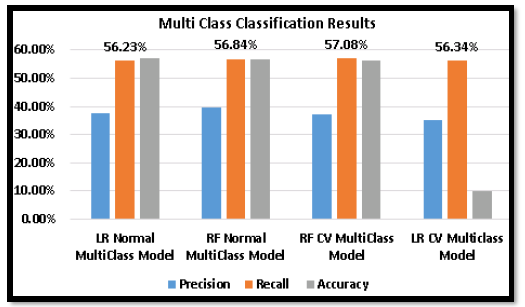 Multi Class Classification Results
60.00%
50.00%
40.00%
30.00%
20.00%
10.00%
0.00%
56.23% 56.84% 57.08% 56.34%
LR Normal MultiClass Model
RF Normal MultiClass Model
RF CV MultiClass Model
LR CV Multiclass Model
Precision Recall Accuracy